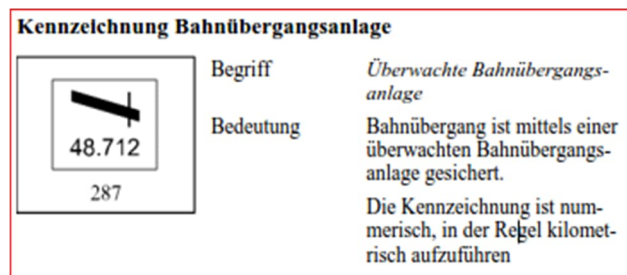 Kennzeichnung Bahnübergangsanlage
Begriff
Überwachte Bahnübergangs-
anlage
Bedeutung
Bahnübergang ist mittels einer
überwachten Bahnübergangs-
anlage gesichert.
Die Kennzeichnung ist num-
merisch, in der Regel kilomet-
risch aufzuführen
48.712
287